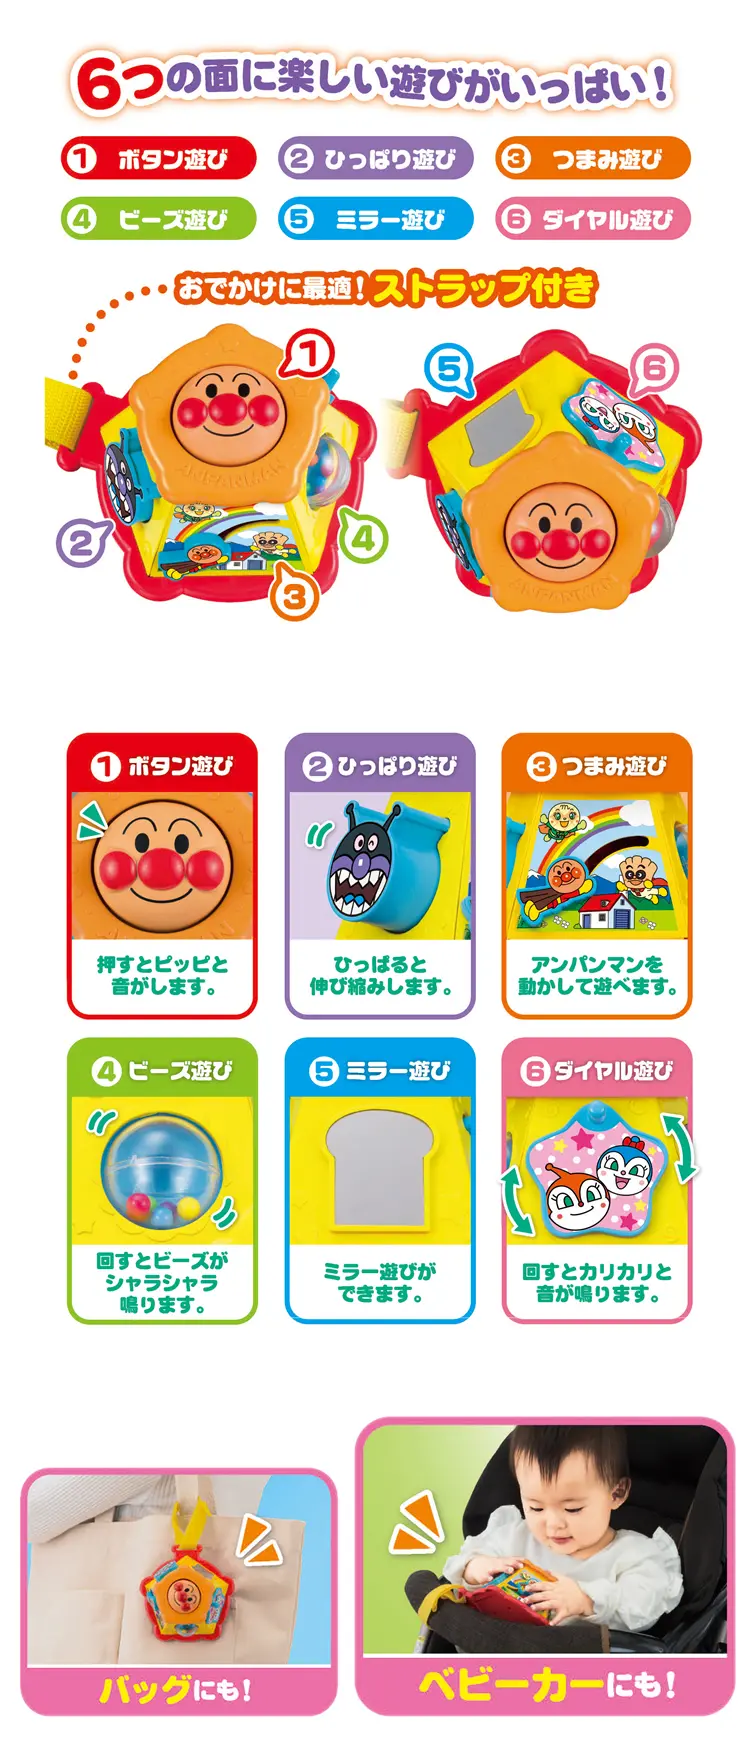 6つの面に楽しい遊びがいっぱい!
1 ボタン遊び
2 ひっぱり遊び
3 つまみ遊び
4 ビーズ遊び
5 ミラー遊び
6 ダイヤル遊び
おでかけに最適!ストラップ付き
1
5
6
ANPANMAN
2
4
3
ANPANMAN
1 ボタン遊び
押すとピッピと
音がします。
2 ひっぱり遊び
ひっぱると
伸び縮みします。
3 つまみ遊び
アンパンマンを
動かして遊べます。
4 ビーズ遊び
回すとビーズが
シャラシャラ
鳴ります。
5 ミラー遊び
ミラー遊びが
できます。
6 ダイヤル遊び
回すとカリカリと
音が鳴ります。
バッグにも!
ベビーカーにも!